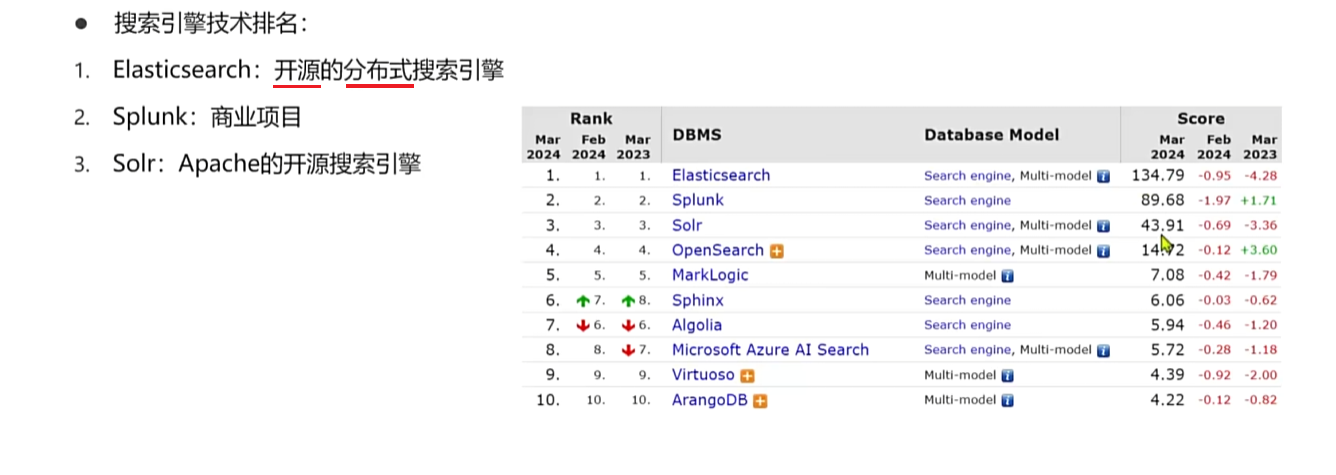 ● 搜索引擎技术排名：
1. Elasticsearch：开源的分布式搜索引擎
2. Splunk：商业项目
3. Solr：Apache的开源搜索引擎
Rank Score
Mar 2024 Feb 2024 Mar 2023 DBMS Database Model Mar 2024 Feb 2024 Mar 2023
1. 1. 1. Elasticsearch Search engine, Multi-model i 134.79 -0.95 -4.28
2. 2. 2. Splunk Search engine 89.68 -1.97 +1.71
3. 3. 3. Solr Search engine, Multi-model i 43.91 -0.69 -3.36
4. 4. 4. OpenSearch Search engine, Multi-model i -0.12 +3.60
5. 5. 5. MarkLogic Multi-model i 7.08 -0.42 -1.79
6. 7. 8. Sphinx Search engine 6.06 -0.03 -0.62
7. 6. 6. Algolia Search engine 5.94 -0.46 -1.20
8. 8. 7. Microsoft Azure AI Search Search engine, Multi-model i 5.72 -0.28 -1.18
9. 9. 9. Virtuoso Multi-model i 4.39 -0.92 -2.00
10. 10. 10. ArangoDB Multi-model i 4.22 -0.12 -0.82